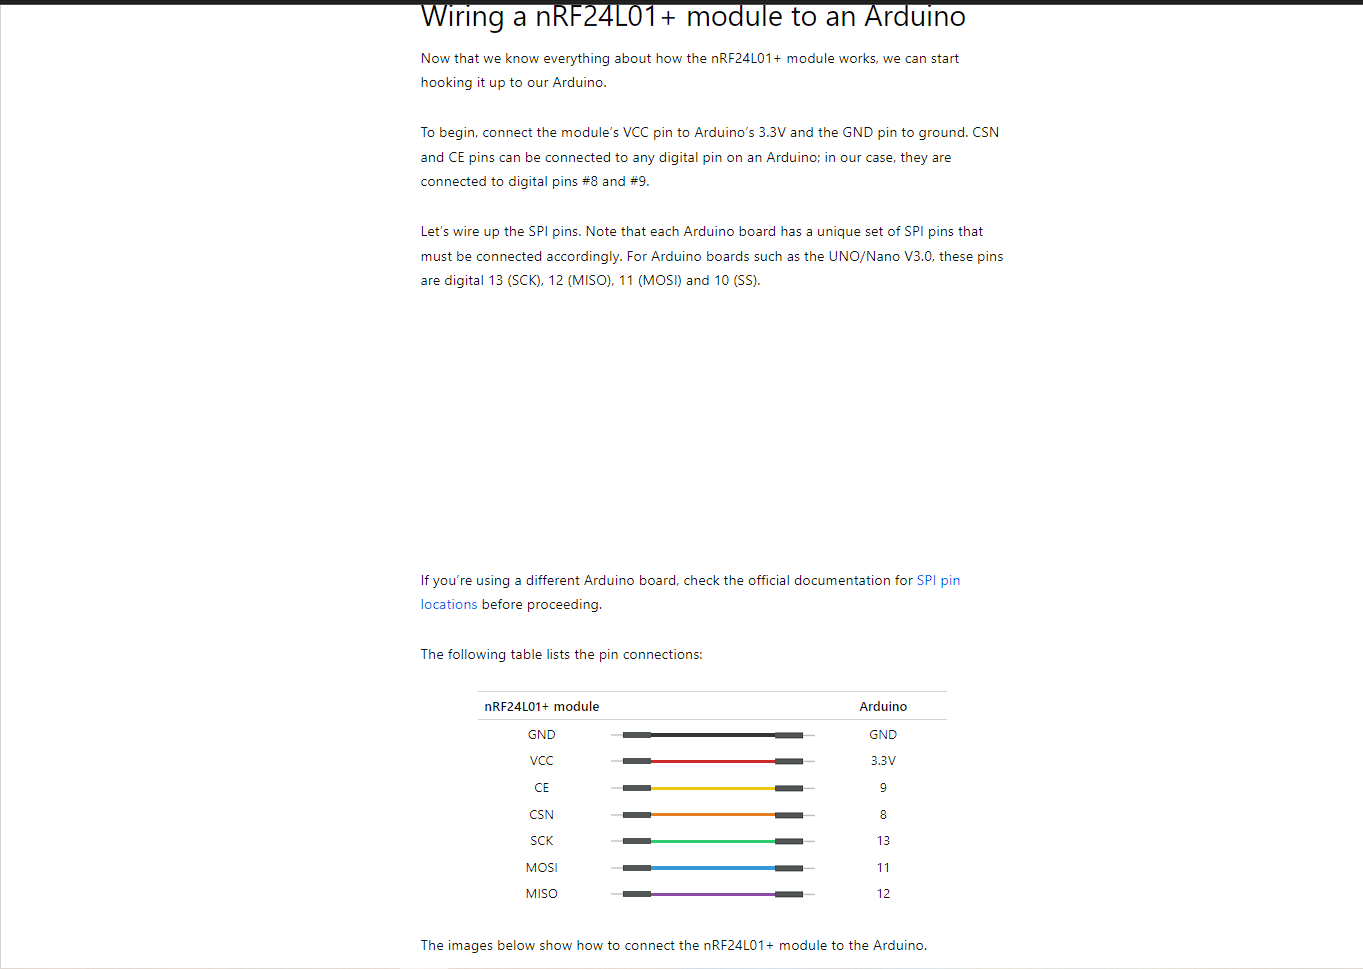 Wiring a nRF24L01+ module to an Arduino
Now that we know everything about how the nRF24L01+ module works, we can start
hooking it up to our Arduino.
To begin, connect the module’s VCC pin to Arduino’s 3.3V and the GND pin to ground. CSN
and CE pins can be connected to any digital pin on an Arduino; in our case, they are
connected to digital pins #8 and #9.
Let’s wire up the SPI pins. Note that each Arduino board has a unique set of SPI pins that
must be connected accordingly. For Arduino boards such as the UNO/Nano V3.0, these pins
are digital 13 (SCK), 12 (MISO), 11 (MOSI) and 10 (SS).
If you’re using a different Arduino board, check the official documentation for SPI pin
locations before proceeding.
The following table lists the pin connections:
nRF24L01+ module Arduino
GND GND
VCC 3.3V
CE 9
CSN 8
SCK 13
MOSI 11
MISO 12
The images below show how to connect the nRF24L01+ module to the Arduino.